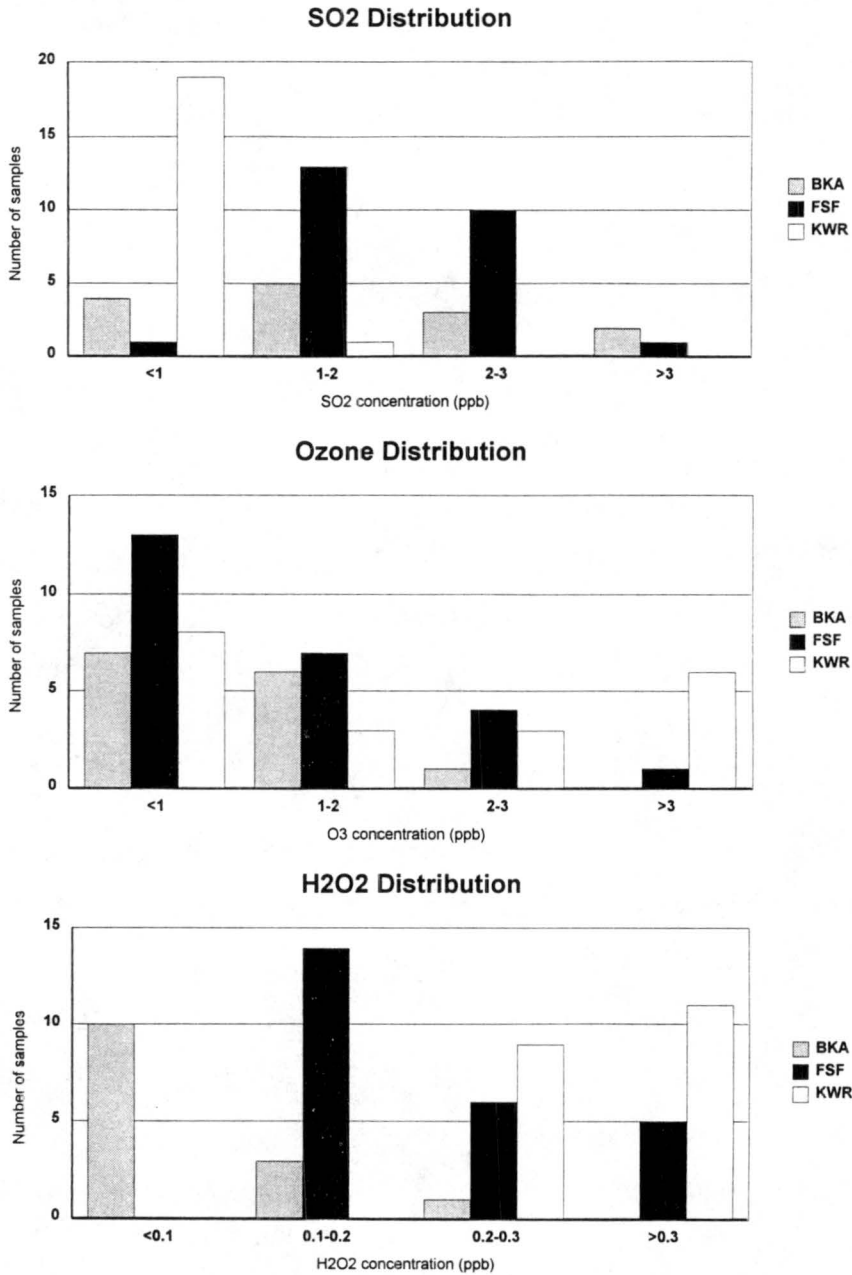 SO2 Distribution
Number of samples
20
15
10
5
0
<1
1-2
2-3
>3
SO2 concentration (ppb)
BKA
FSF
KWR
Ozone Distribution
Number of samples
15
10
5
0
<1
1-2
2-3
>3
O3 concentration (ppb)
BKA
FSF
KWR
H2O2 Distribution
Number of samples
15
10
5
0
<0.1
0.1-0.2
0.2-0.3
>0.3
H2O2 concentration (ppb)
BKA
FSF
KWR